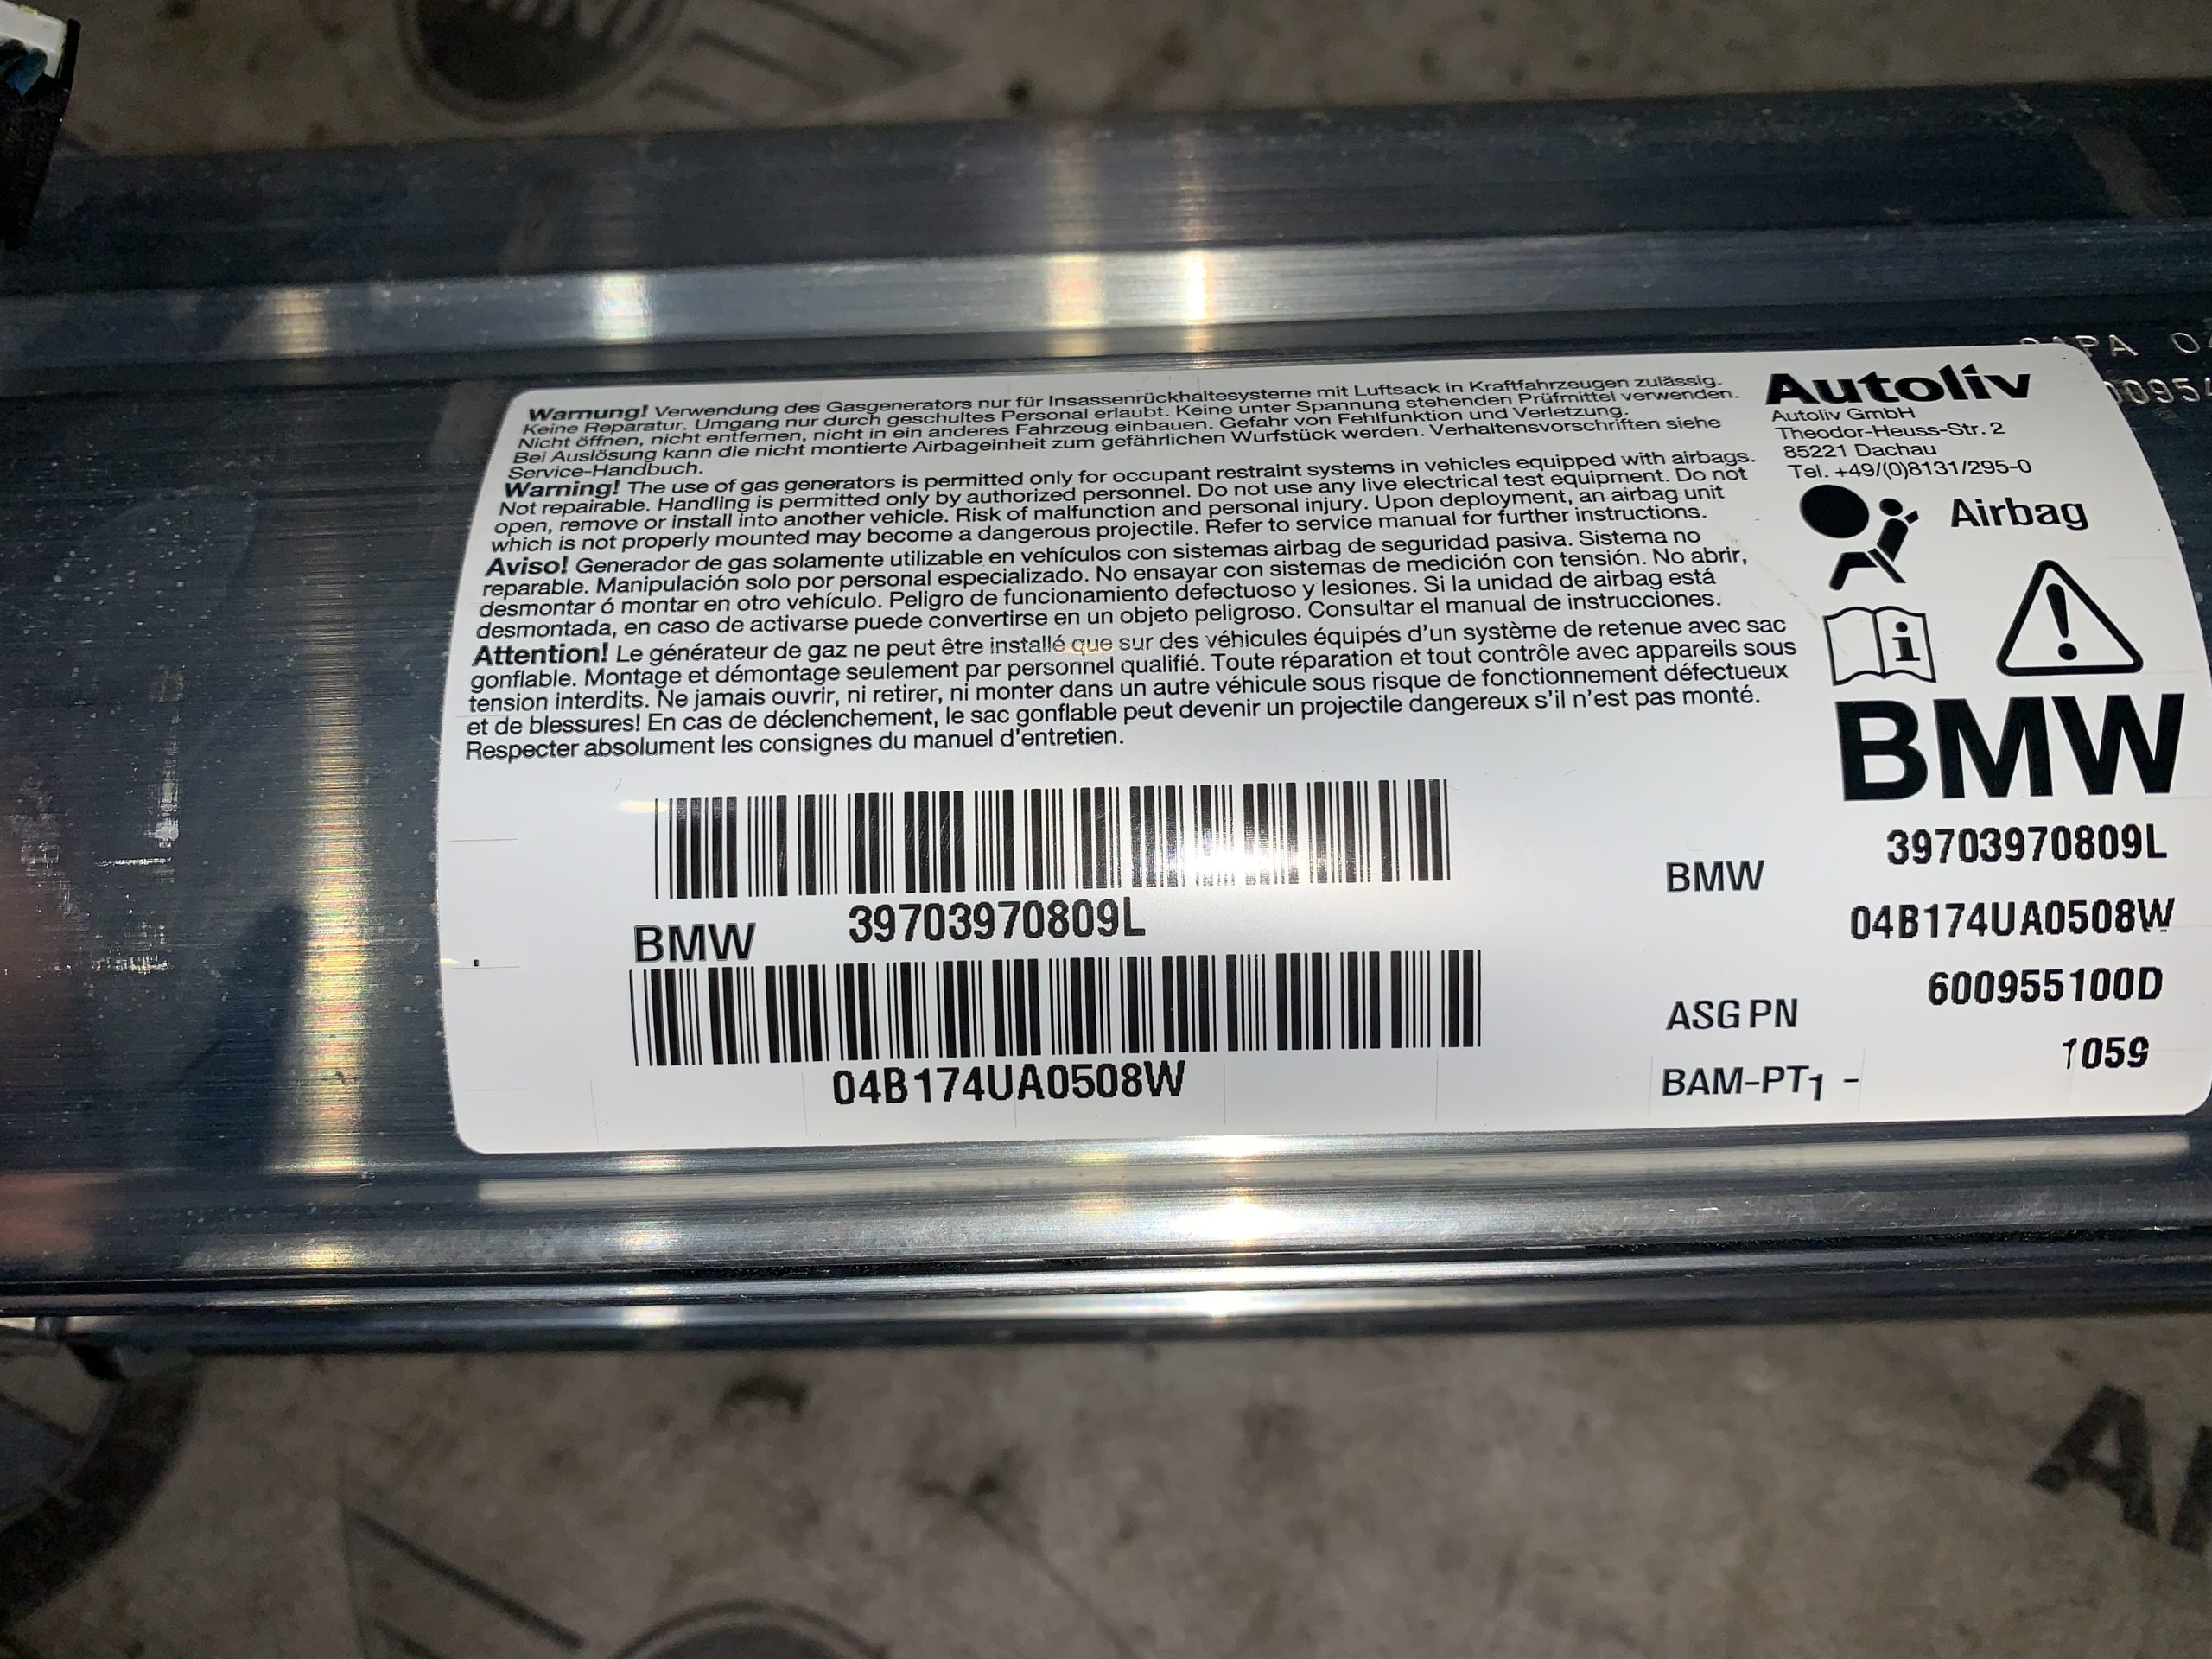 Warnung! Verwendung des Gasgenerators nur für Insassenrückhaltesysteme mit Luftsack in Kraftfahrzeugen zulässig.
Keine Reparatur. Umgang nur durch geschultes Personal erlaubt. Keine unter Spannung stehenden Prüfmittel verwenden.
Nicht öffnen, nicht entfernen, nicht in ein anderes Fahrzeug einbauen. Gefahr von Fehlfunktion und Verletzung.
Bei Auslösung kann die nicht montierte Airbageinheit zum gefährlichen Wurfstück werden. Verhaltensvorschriften siehe
Service-Handbuch.
Warning! The use of gas generators is permitted only for occupant restraint systems in vehicles equipped with airbags.
Not repairable. Handling is permitted only by authorized personnel. Do not use any live electrical test equipment. Do not
open, remove or install into another vehicle. Risk of malfunction and personal injury. Upon deployment, an airbag unit
which is not properly mounted may become a dangerous projectile. Refer to service manual for further instructions.
Aviso! Generador de gas solamente utilizable en vehículos con sistemas airbag de seguridad pasiva. Sistema no
reparable. Manipulación solo por personal especializado. No ensayar con sistemas de medición con tensión. No abrir,
desmontar ó montar en otro vehículo. Peligro de funcionamiento defectuoso y lesiones. Si la unidad de airbag está
desmontada, en caso de activarse puede convertirse en un objeto peligroso. Consultar el manual de instrucciones.
Attention! Le générateur de gaz ne peut être installé que sur des véhicules équipés d'un système de retenue avec sac
gonflable. Montage et démontage seulement par personnel qualifié. Toute réparation et tout contrôle avec appareils sous
tension interdits. Ne jamais ouvrir, ni retirer, ni monter dans un autre véhicule sous risque de fonctionnement défectueux
et de blessures! En cas de déclenchement, le sac gonflable peut devenir un projectile dangereux s'il n'est pas monté.
Respecter absolument les consignes du manuel d'entretien.
Autoliv
Autoliv GmbH
Theodor-Heuss-Str. 2
85221 Dachau
Tel. +49/(0)8131/295-0
Airbag
BMW
BMW 39703970809L
04B174UA0508W
BMW 39703970809L
04B174UA0508W
ASG PN 600955100D
BAM-PT1 - 1059